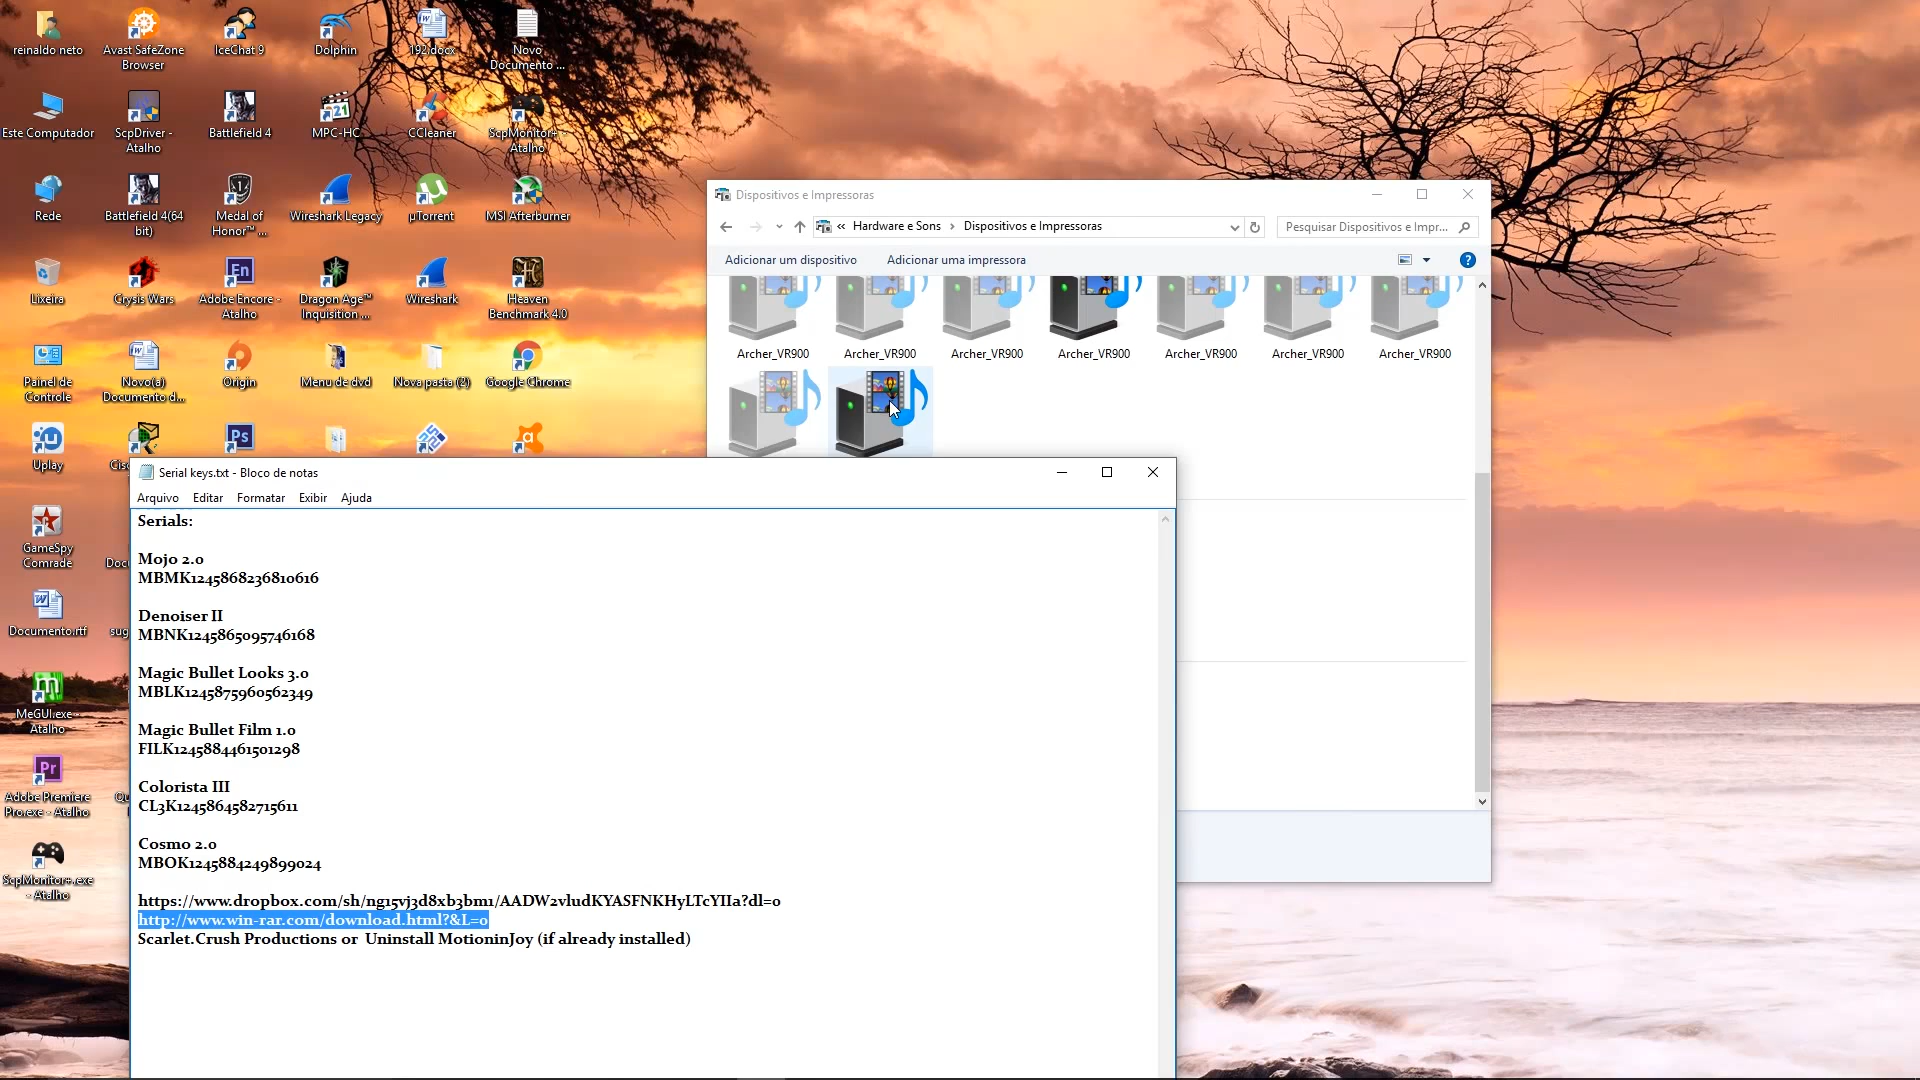 reinaldo neto
Avast SafeZone
Browser
IceChat 9
Dolphin
192.docx
Novo
Documento ...
Este Computador
ScpDriver -
Atalho
Battlefield 4
MPC-HC
CCleaner
ScpMonitor+ -
Atalho
Rede
Battlefield 4(64
bit)
Medal of
Honor™ ...
Wireshark Legacy
µTorrent
MSI Afterburner
Lixeira
Crysis Wars
Adobe Encore -
Atalho
Dragon Age™
Inquisition ...
Wireshark
Heaven
Benchmark 4.0
Painel de
Controle
Novo(a)
Documento d...
Origin
Menu de dvd
Nova pasta (2)
Google Chrome
Uplay
GameSpy
Comrade
Documento.rtf
MeGUI.exe -
Atalho
Adobe Premiere
Pro.exe - Atalho
ScpMonitor+.exe
- Atalho
Dispositivos e Impressoras
« Hardware e Sons > Dispositivos e Impressoras
Pesquisar Dispositivos e Impr...
Adicionar um dispositivo Adicionar uma impressora
Archer_VR900 Archer_VR900 Archer_VR900 Archer_VR900 Archer_VR900 Archer_VR900 Archer_VR900
Serial keys.txt - Bloco de notas
Arquivo Editar Formatar Exibir Ajuda
Serials:
Mojo 2.0
MBMK1245868236810616
Denoiser II
MBNK1245865095746168
Magic Bullet Looks 3.0
MBLK1245875960562349
Magic Bullet Film 1.0
FILK1245884461501298
Colorista III
CL3K1245864582715611
Cosmo 2.0
MBOK1245884249899024
https://www.dropbox.com/sh/ng15vj3d8xb3bm1/AADW2vludKYASFNKHyLTcYIIa?dl=0
http://www.win-rar.com/download.html?&L=0
Scarlet.Crush Productions or Uninstall MotioninJoy (if already installed)